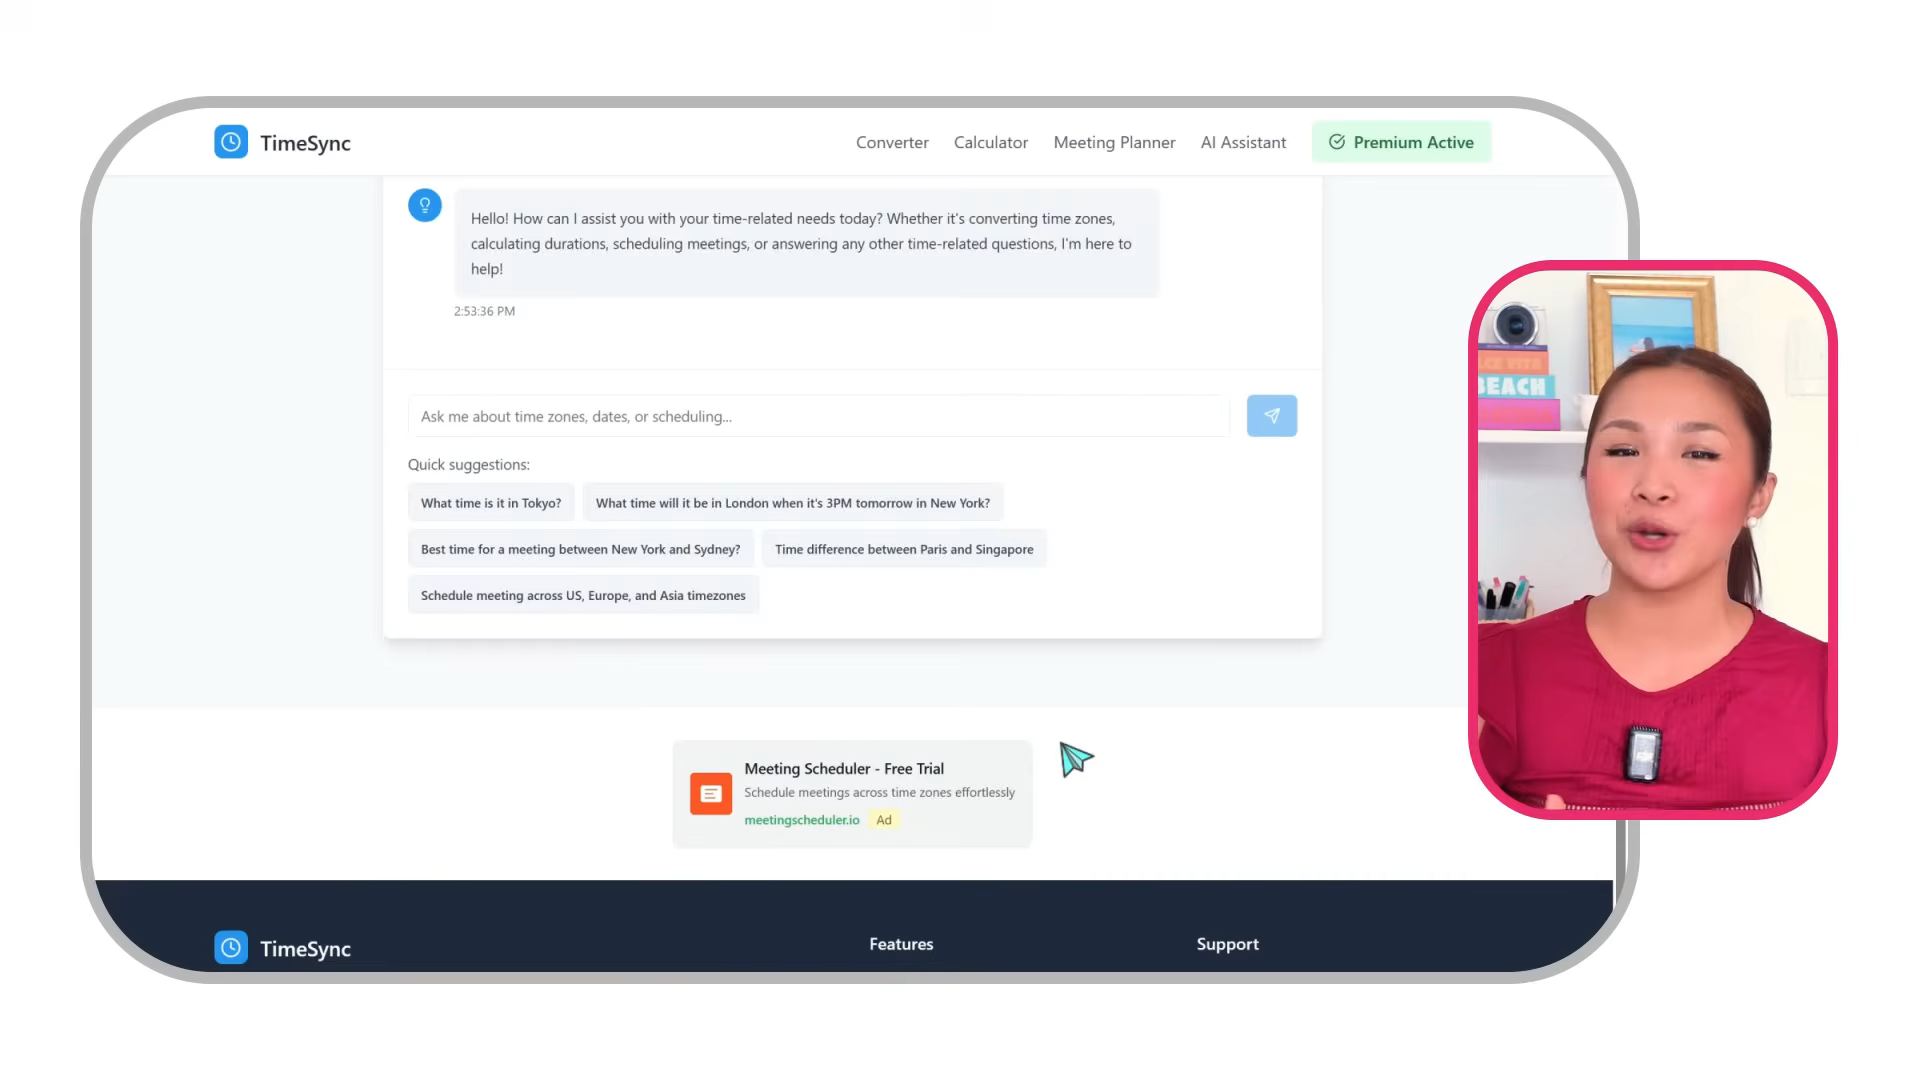 TimeSync
Converter
Calculator
Meeting Planner
AI Assistant
Premium Active
Hello! How can I assist you with your time-related needs today? Whether it's converting time zones,
calculating durations, scheduling meetings, or answering any other time-related questions, I'm here to
help!
2:53:36 PM
Ask me about time zones, dates, or scheduling...
Quick suggestions:
What time is it in Tokyo?
What time will it be in London when it's 3PM tomorrow in New York?
Best time for a meeting between New York and Sydney?
Time difference between Paris and Singapore
Schedule meeting across US, Europe, and Asia timezones
Meeting Scheduler - Free Trial
Schedule meetings across time zones effortlessly
meetingscheduler.io
Ad
TimeSync
Features
Support
VITA
BEACH